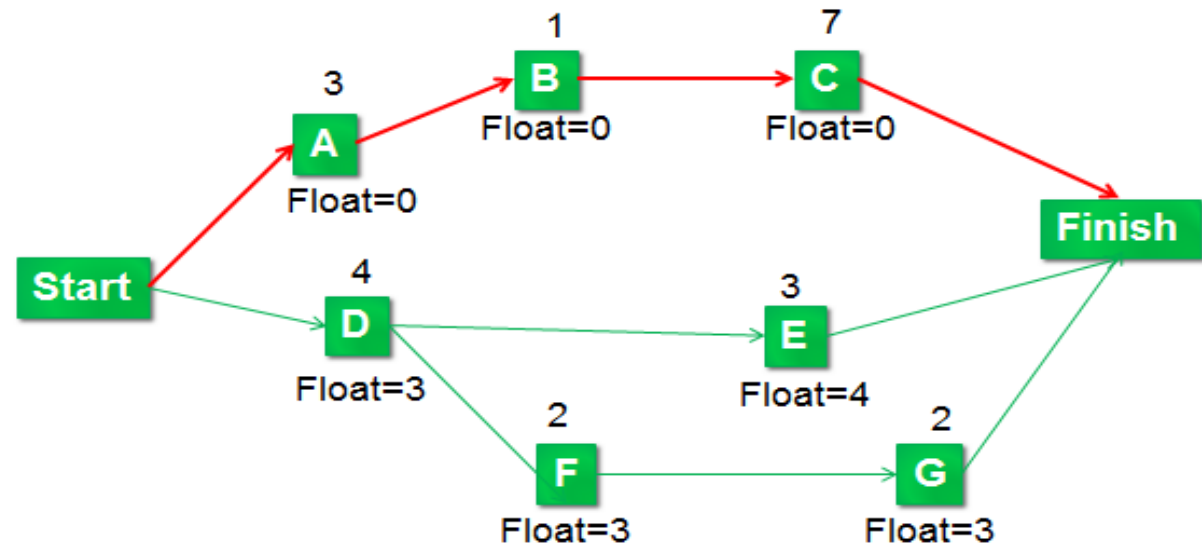 1
7
3
B
C
A
Float=0
Float=0
Float=0
Finish
Start
4
3
D
E
Float=3
Float=4
2
2
F
G
Float=3
Float=3